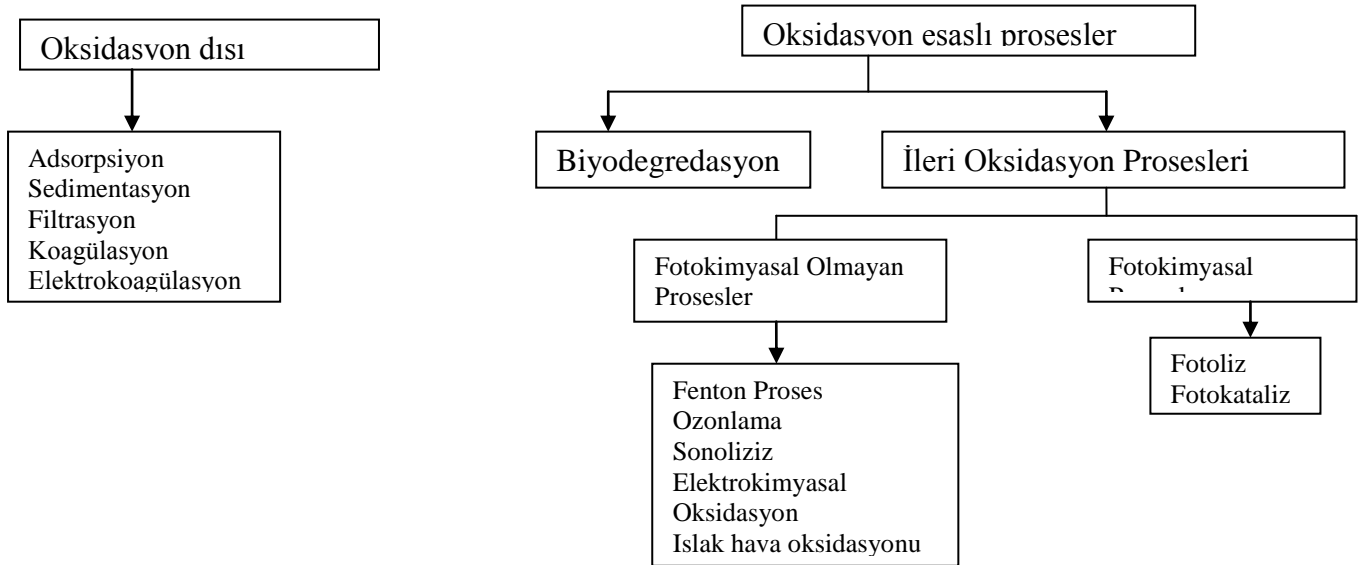 Oksidasyon dışı
Adsorpsiyon
Sedimentasyon
Filtrasyon
Koagülasyon
Elektrokoagülasyon
Oksidasyon esaslı prosesler
Biyodegredasyon
İleri Oksidasyon Prosesleri
Fotokimyasal Olmayan
Prosesler
Fotokimyasal
Fenton Proses
Ozonlama
Sonoliziz
Elektrokimyasal
Oksidasyon
Islak hava oksidasyonu
Fotoliz
Fotokataliz